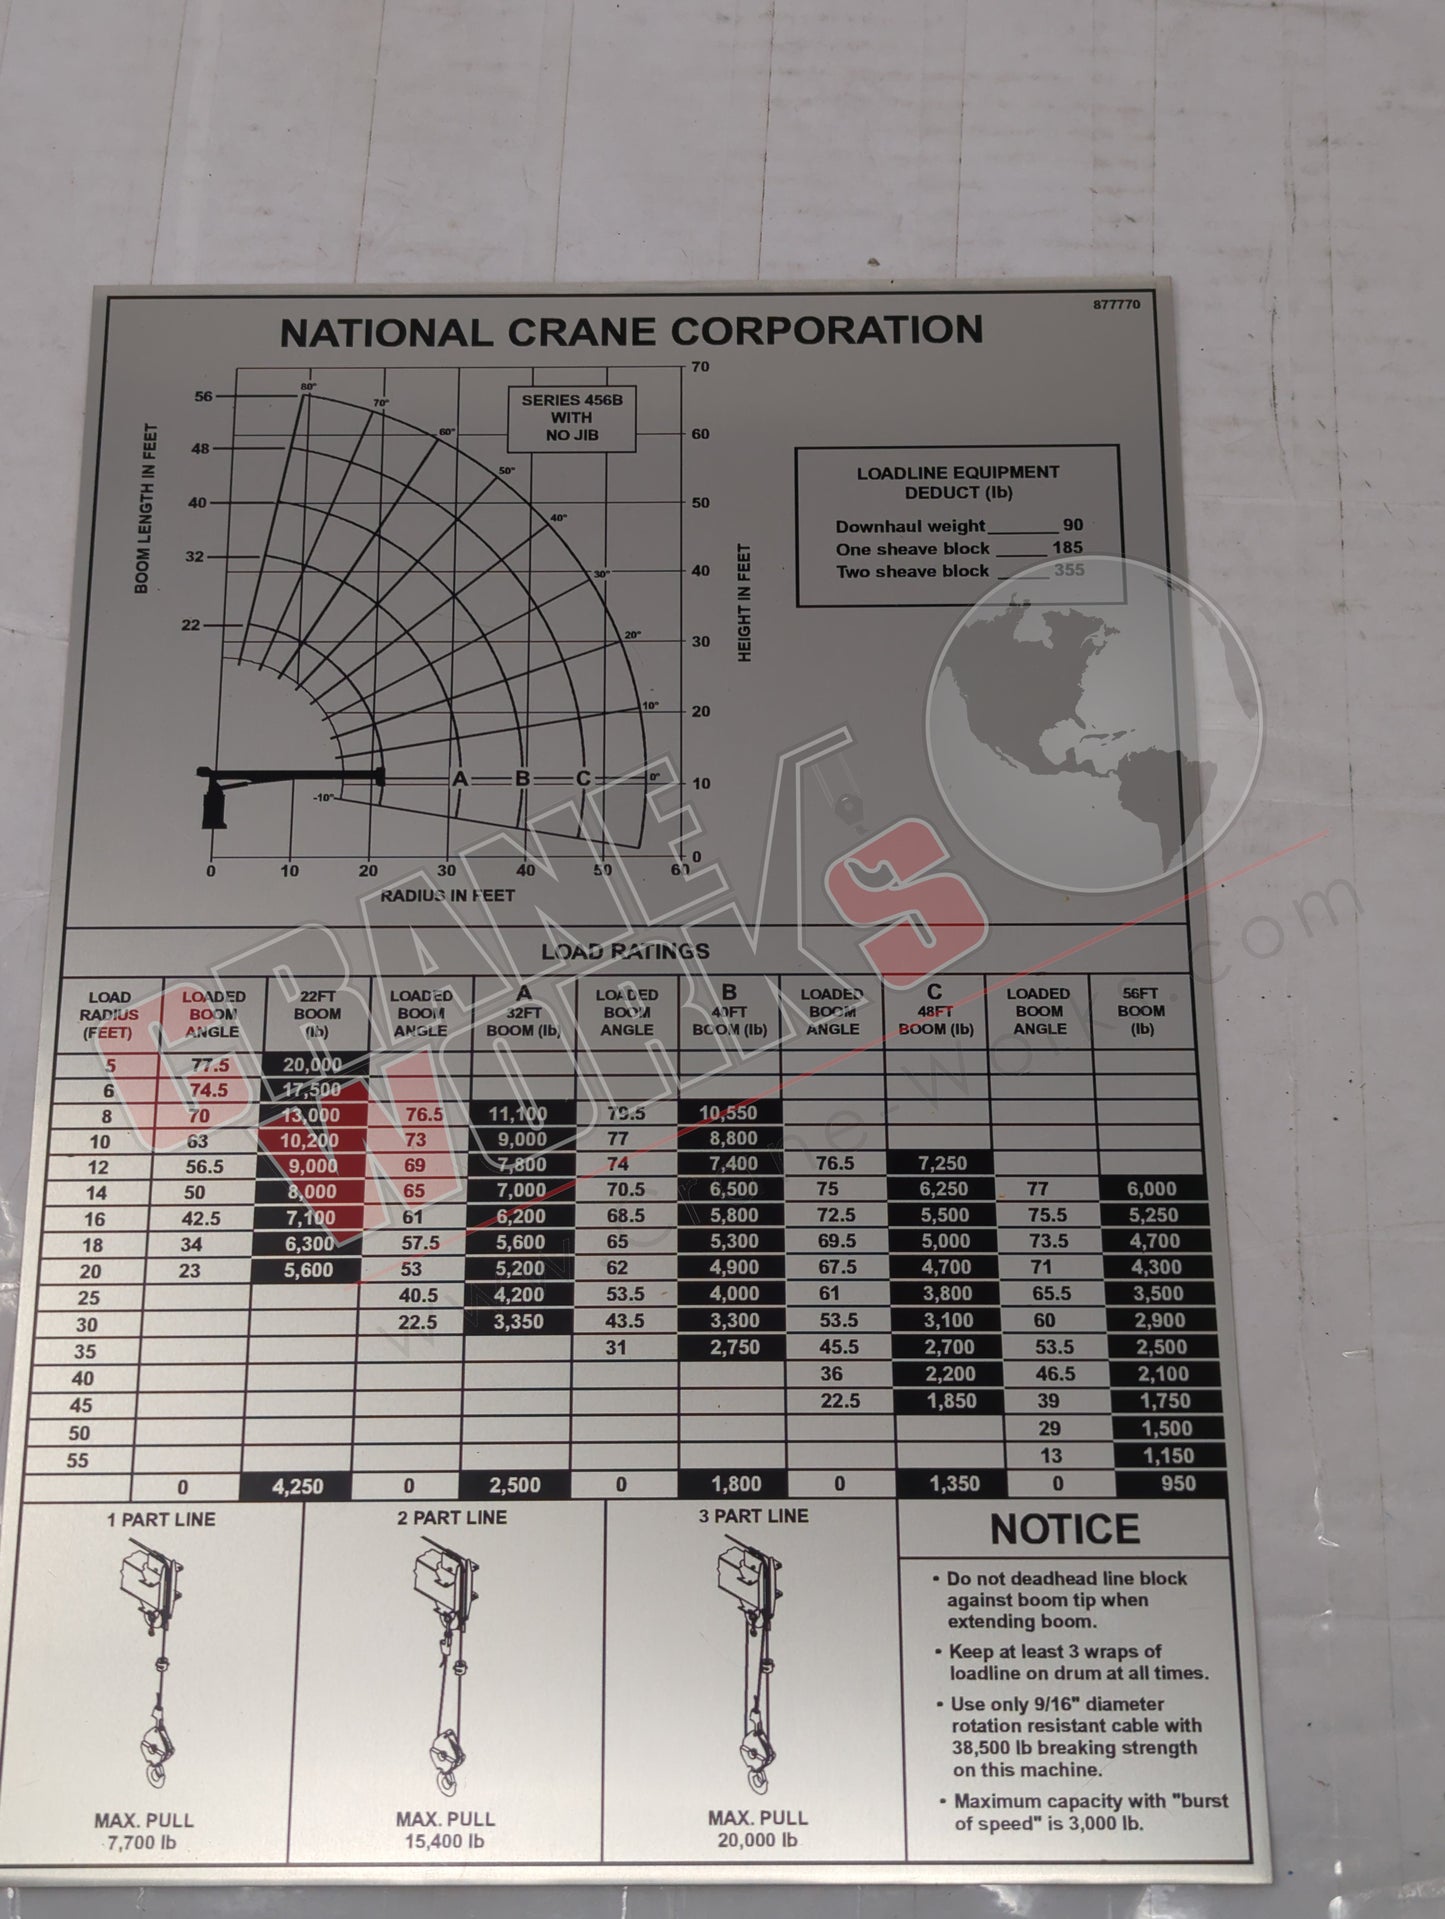 877770
NATIONAL CRANE CORPORATION
BOOM LENGTH IN FEET
56
48
40
32
22
80°
70°
60°
50°
40°
30°
20°
10°
0°
-10°
SERIES 456B
WITH
NO JIB
70
60
50
40
30
20
10
0
HEIGHT IN FEET
A B C
0 10 20 30 40 50 60
RADIUS IN FEET
LOADLINE EQUIPMENT
DEDUCT (lb)
Downhaul weight 90
One sheave block 185
Two sheave block 355
CRANE
WORKS
www.crane-works.com
LOAD RATINGS
LOAD RADIUS (FEET) LOADED BOOM ANGLE 22FT BOOM (lb) LOADED BOOM ANGLE A 32FT BOOM (lb) LOADED BOOM ANGLE B 40FT BOOM (lb) LOADED BOOM ANGLE C 48FT BOOM (lb) LOADED BOOM ANGLE 56FT BOOM (lb)
5 77.5 20,000
6 74.5 17,500
8 70 13,000 76.5 11,100 79.5 10,550
10 63 10,200 73 9,000 77 8,800
12 56.5 9,000 69 7,800 74 7,400 76.5 7,250
14 50 8,000 65 7,000 70.5 6,500 75 6,250 77 6,000
16 42.5 7,100 61 6,200 68.5 5,800 72.5 5,500 75.5 5,250
18 34 6,300 57.5 5,600 65 5,300 69.5 5,000 73.5 4,700
20 23 5,600 53 5,200 62 4,900 67.5 4,700 71 4,300
25 40.5 4,200 53.5 4,000 61 3,800 65.5 3,500
30 22.5 3,350 43.5 3,300 53.5 3,100 60 2,900
35 31 2,750 45.5 2,700 53.5 2,500
40 36 2,200 46.5 2,100
45 22.5 1,850 39 1,750
50 29 1,500
55 13 1,150
0 4,250 0 2,500 0 1,800 0 1,350 0 950
1 PART LINE
MAX. PULL
7,700 lb
2 PART LINE
MAX. PULL
15,400 lb
3 PART LINE
MAX. PULL
20,000 lb
NOTICE
• Do not deadhead line block
against boom tip when
extending boom.
• Keep at least 3 wraps of
loadline on drum at all times.
• Use only 9/16" diameter
rotation resistant cable with
38,500 lb breaking strength
on this machine.
• Maximum capacity with "burst
of speed" is 3,000 lb.